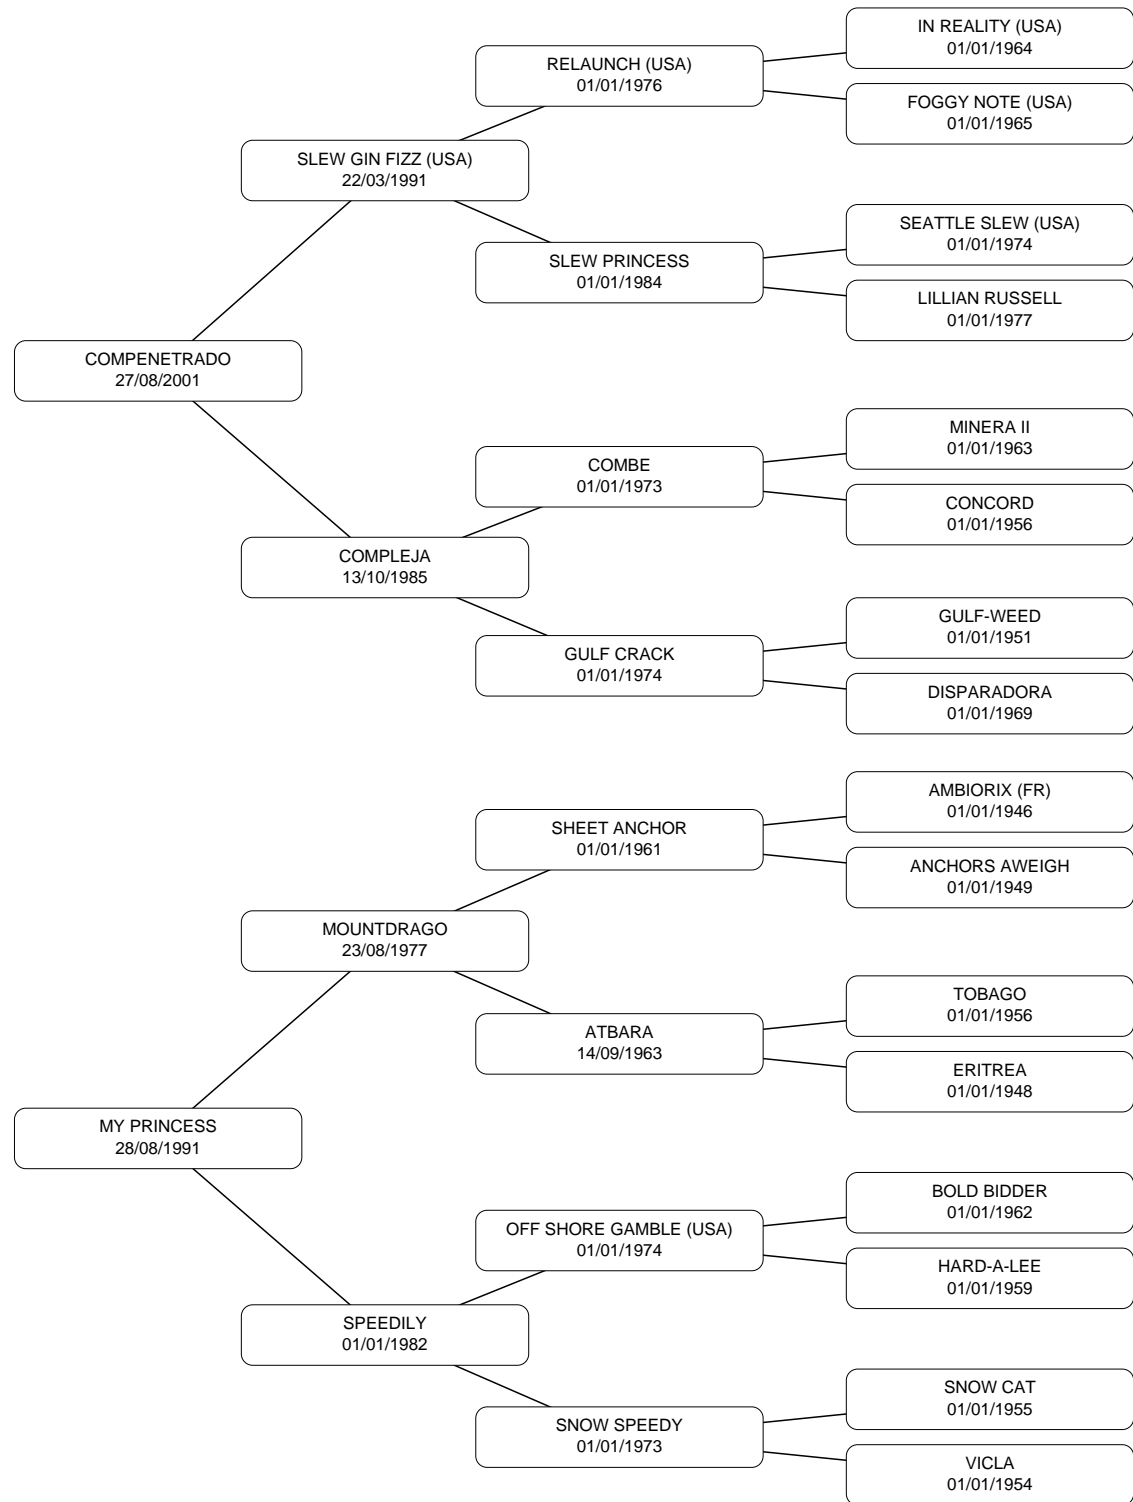 IN REALITY (USA)
01/01/1964
RELAUNCH (USA)
01/01/1976
FOGGY NOTE (USA)
01/01/1965
SLEW GIN FIZZ (USA)
22/03/1991
SEATTLE SLEW (USA)
01/01/1974
SLEW PRINCESS
01/01/1984
LILLIAN RUSSELL
01/01/1977
COMPENETRADO
27/08/2001
MINERA II
01/01/1963
COMBE
01/01/1973
CONCORD
01/01/1956
COMPLEJA
13/10/1985
GULF-WEED
01/01/1951
GULF CRACK
01/01/1974
DISPARADORA
01/01/1969
AMBIORIX (FR)
01/01/1946
SHEET ANCHOR
01/01/1961
ANCHORS AWEIGH
01/01/1949
MOUNTDRAGO
23/08/1977
TOBAGO
01/01/1956
ATBARA
14/09/1963
ERITREA
01/01/1948
MY PRINCESS
28/08/1991
BOLD BIDDER
01/01/1962
OFF SHORE GAMBLE (USA)
01/01/1974
HARD-A-LEE
01/01/1959
SPEEDILY
01/01/1982
SNOW CAT
01/01/1955
SNOW SPEEDY
01/01/1973
VICLA
01/01/1954